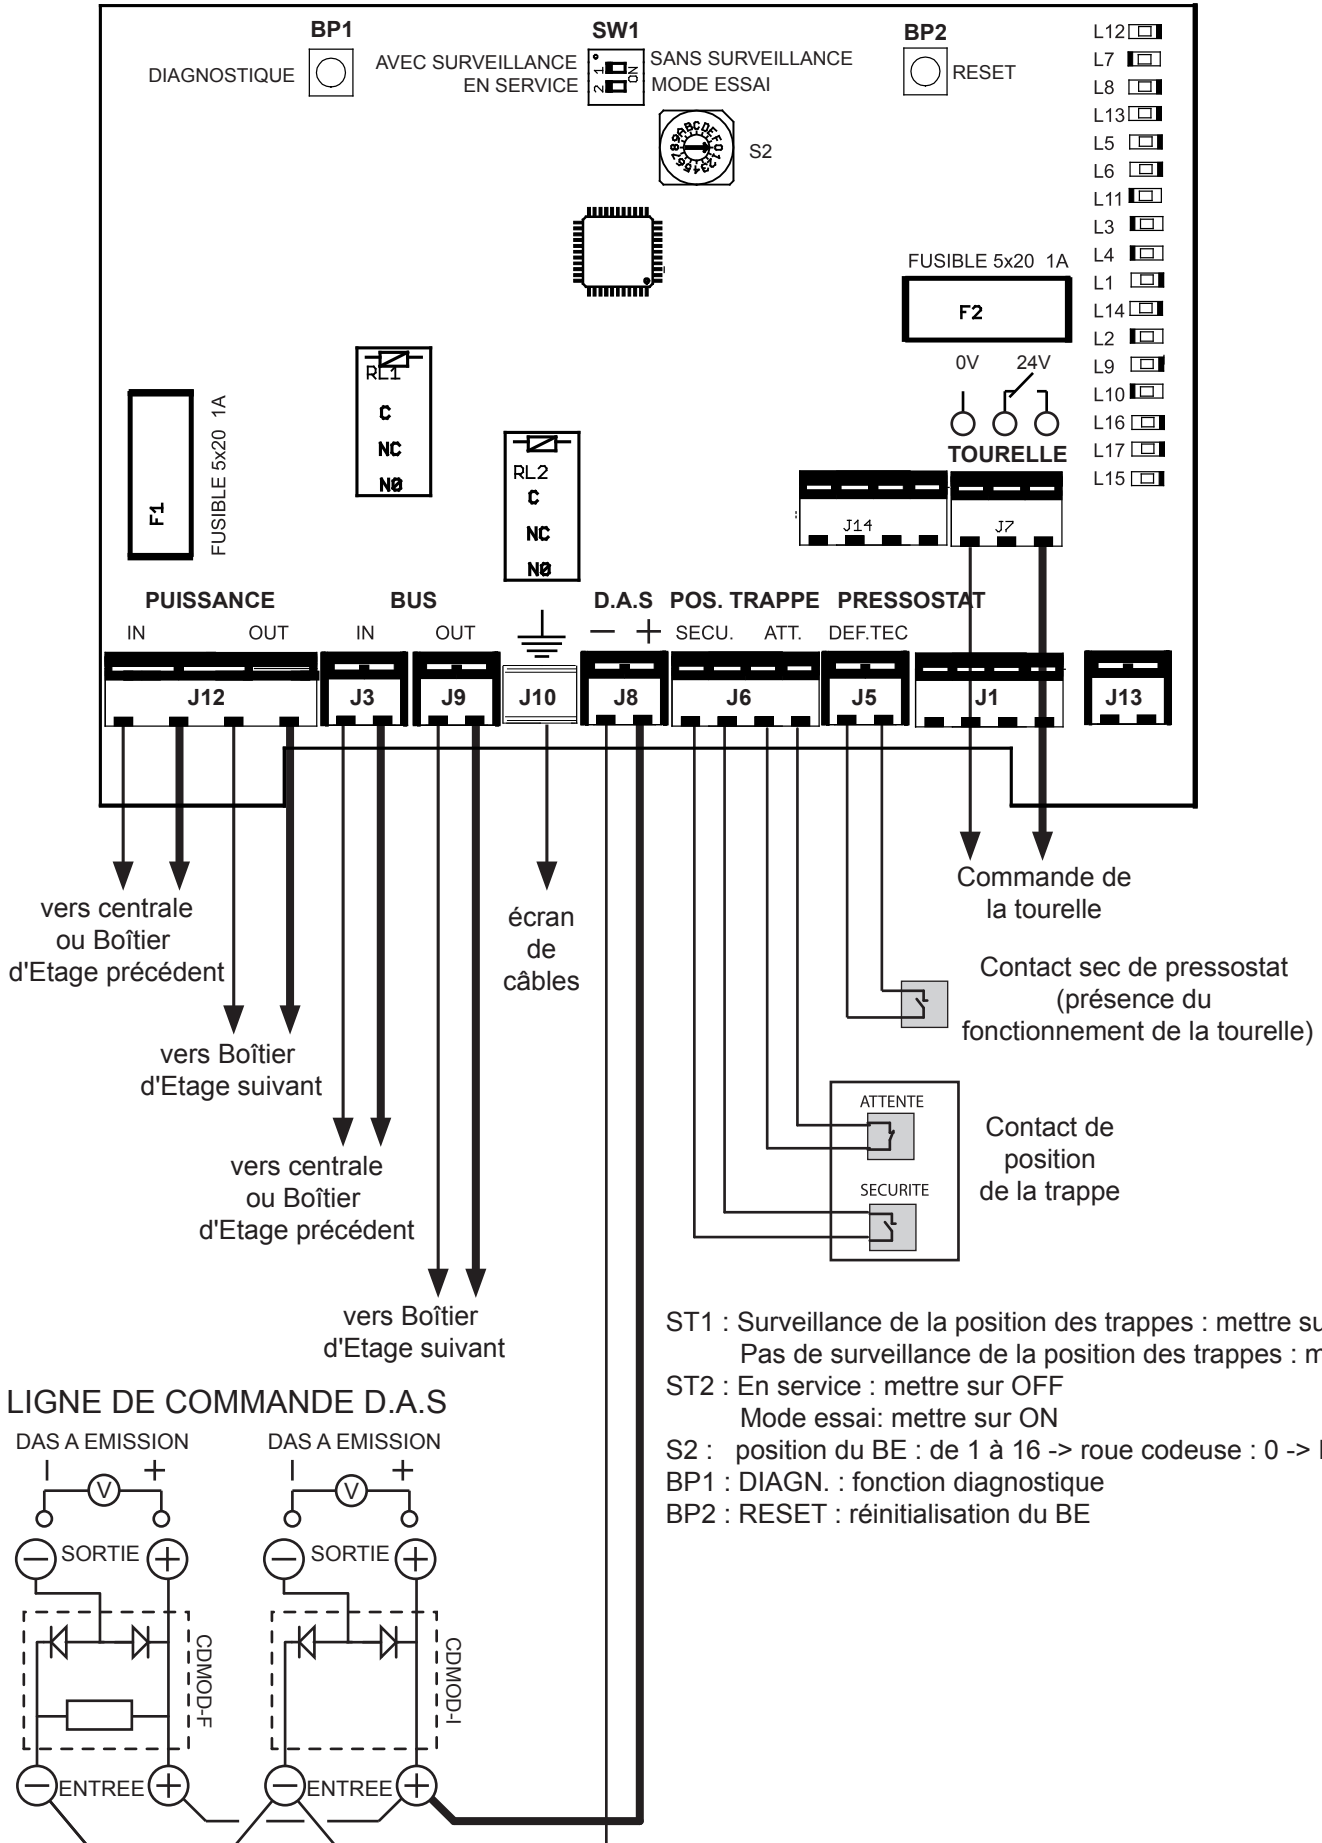 BP1
SW1
BP2
DIAGNOSTIQUE
AVEC SURVEILLANCE
EN SERVICE
1
2
ON
SANS SURVEILLANCE
MODE ESSAI
RESET
S2
0123456789ABCDEF
L12
L7
L8
L13
L5
L6
L11
L3
L4
L1
L14
L2
L9
L10
L16
L17
L15
FUSIBLE 5x20 1A
F2
0V
24V
TOURELLE
J14
J7
RL1
C
NC
NO
RL2
C
NC
NO
F1
FUSIBLE 5x20 1A
PUISSANCE
BUS
D.A.S
POS. TRAPPE
PRESSOSTAT
IN
OUT
IN
OUT
— +
SECU.
ATT.
DEF.TEC
J12
J3
J9
J10
J8
J6
J5
J1
J13
vers centrale
ou Boîtier
d'Etage précédent
vers Boîtier
d'Etage suivant
vers centrale
ou Boîtier
d'Etage précédent
vers Boîtier
d'Etage suivant
écran
de
câbles
Commande de
la tourelle
Contact sec de pressostat
(présence du
fonctionnement de la tourelle)
ATTENTE
SECURITE
Contact de
position
de la trappe
ST1 : Surveillance de la position des trappes : mettre su
Pas de surveillance de la position des trappes : m
ST2 : En service : mettre sur OFF
Mode essai: mettre sur ON
S2 : position du BE : de 1 à 16 -> roue codeuse : 0 ->
BP1 : DIAGN. : fonction diagnostique
BP2 : RESET : réinitialisation du BE
LIGNE DE COMMANDE D.A.S
DAS A EMISSION
DAS A EMISSION
V
V
SORTIE
SORTIE
CDMOD-F
CDMOD-I
ENTREE
ENTREE